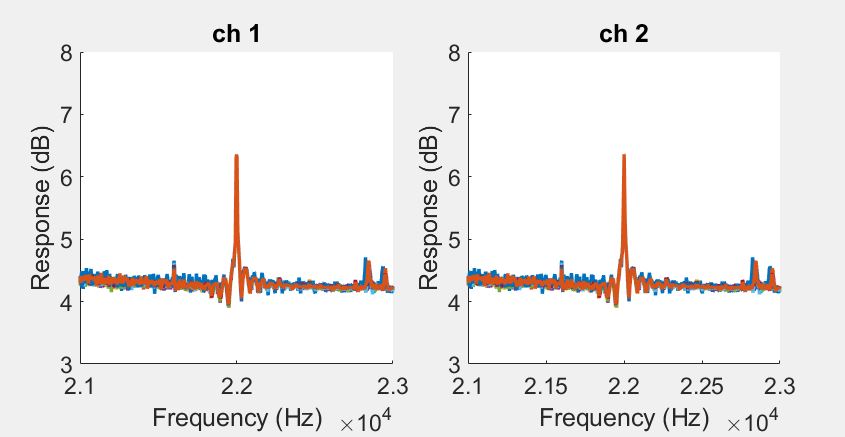 ch 1
8
7
6
5
4
3
Response (dB)
2.1 2.2 2.3
Frequency (Hz) ×10^4
ch 2
8
7
6
5
4
3
Response (dB)
2.1 2.15 2.2 2.25 2.3
Frequency (Hz) ×10^4